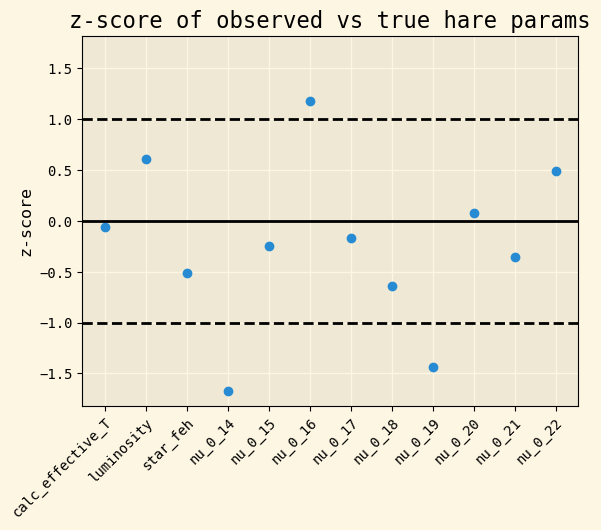 z-score of observed vs true hare params
z-score
1.5
1.0
0.5
0.0
−0.5
−1.0
−1.5
calc_effective_T
luminosity
star_feh
nu_0_14
nu_0_15
nu_0_16
nu_0_17
nu_0_18
nu_0_19
nu_0_20
nu_0_21
nu_0_22